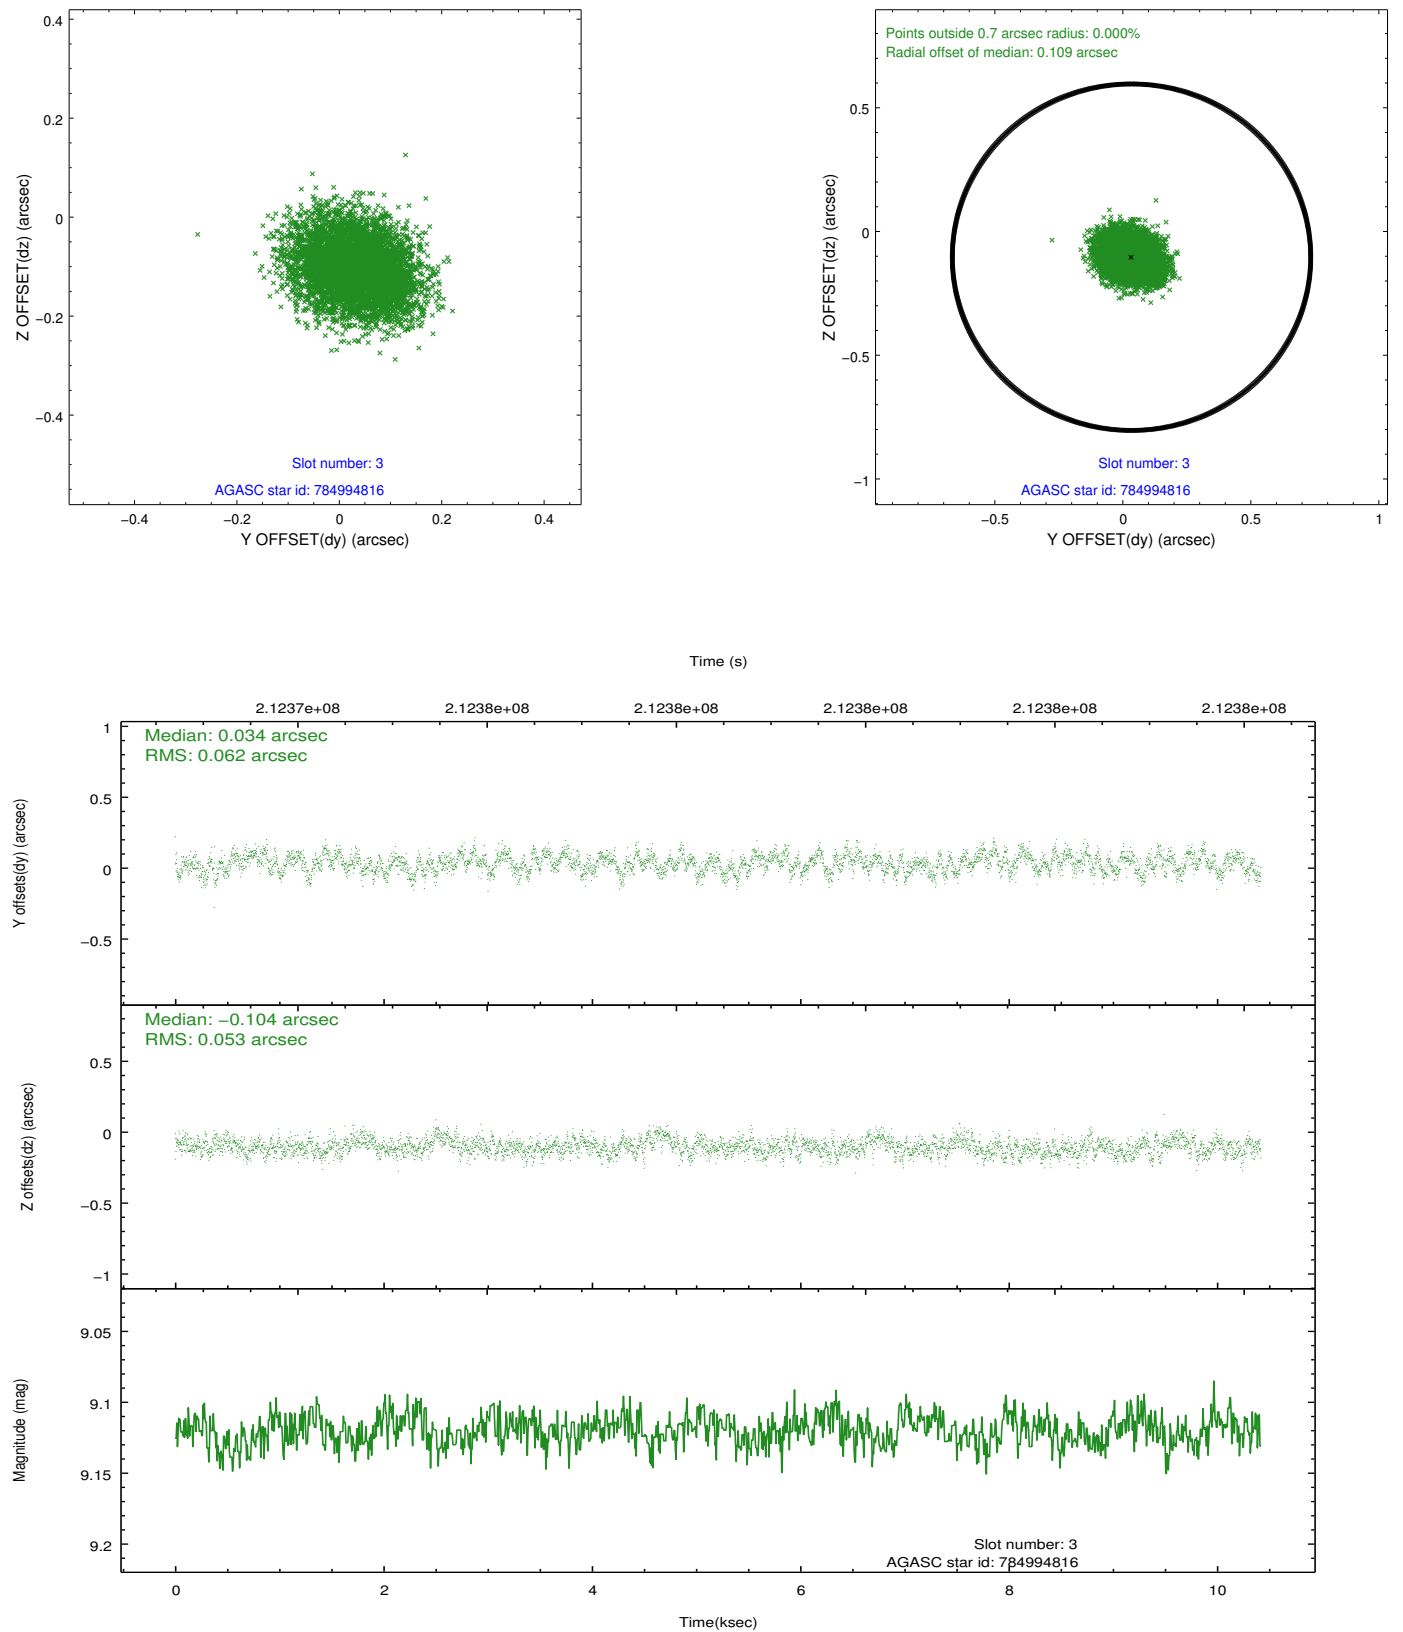 0.4
0.2
0
−0.2
−0.4
Z OFFSET(dz) (arcsec)
Slot number: 3
AGASC star id: 784994816
−0.4 −0.2 0 0.2 0.4
Y OFFSET(dy) (arcsec)
Points outside 0.7 arcsec radius: 0.000%
Radial offset of median: 0.109 arcsec
0.5
0
−0.5
−1
Z OFFSET(dz) (arcsec)
Slot number: 3
AGASC star id: 784994816
−0.5 0 0.5 1
Y OFFSET(dy) (arcsec)
Time (s)
2.1237e+08 2.1238e+08 2.1238e+08 2.1238e+08 2.1238e+08 2.1238e+08
Median: 0.034 arcsec
RMS: 0.062 arcsec
1
0.5
0
−0.5
Y offsets(dy) (arcsec)
Median: −0.104 arcsec
RMS: 0.053 arcsec
0.5
0
−0.5
−1
Z offsets(dz) (arcsec)
9.05
9.1
9.15
9.2
Magnitude (mag)
Slot number: 3
AGASC star id: 784994816
0 2 4 6 8 10
Time(ksec)